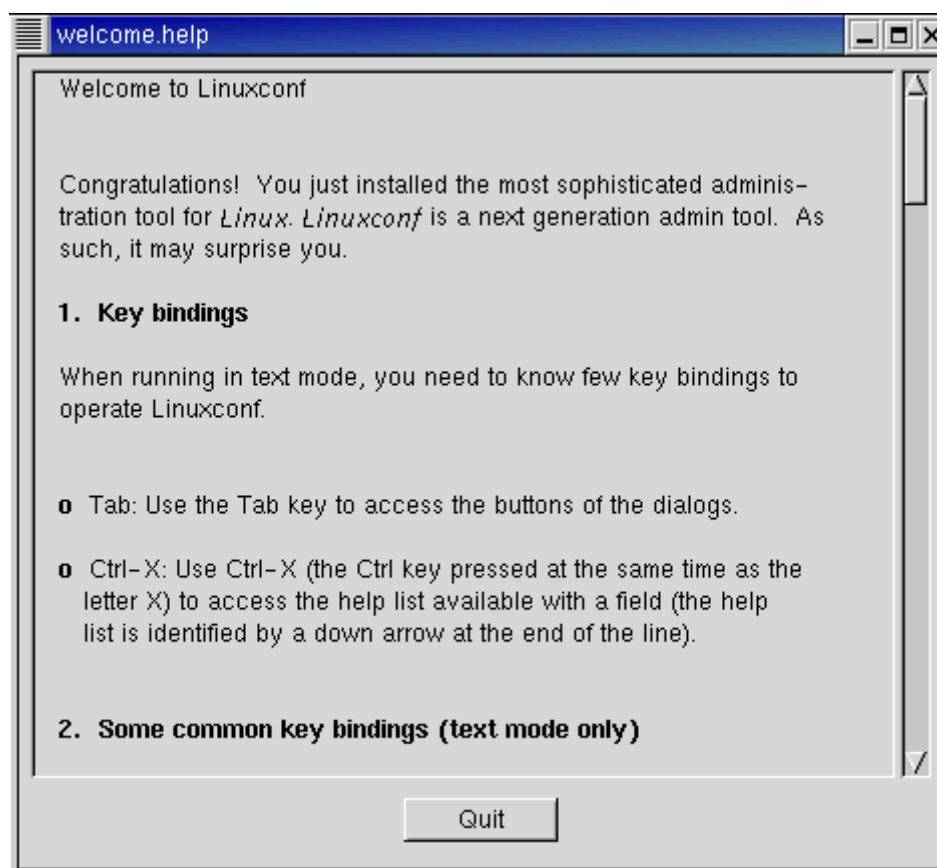 welcome.help
Welcome to Linuxconf
Congratulations!  You just installed the most sophisticated adminis-
tration tool for Linux. Linuxconf is a next generation admin tool.  As
such, it may surprise you.
1.  Key bindings
When running in text mode, you need to know few key bindings to
operate Linuxconf.
o  Tab: Use the Tab key to access the buttons of the dialogs.
o  Ctrl-X: Use Ctrl-X (the Ctrl key pressed at the same time as the
letter X) to access the help list available with a field (the help
list is identified by a down arrow at the end of the line).
2.  Some common key bindings (text mode only)
Quit